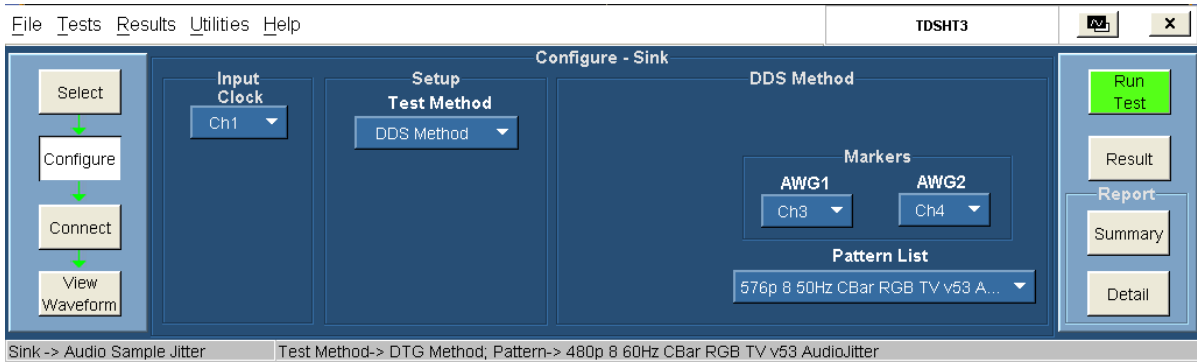 File Tests Results Utilities Help
TDSHT3
x
Configure - Sink
Select
Configure
Connect
View
Waveform
Input
Clock
Ch1
Setup
Test Method
DDS Method
DDS Method
Markers
AWG1
AWG2
Ch3
Ch4
Pattern List
576p 8 50Hz CBar RGB TV v53 A...
Run
Test
Result
Report
Summary
Detail
Sink -> Audio Sample Jitter
Test Method-> DTG Method; Pattern-> 480p 8 60Hz CBar RGB TV v53 AudioJitter